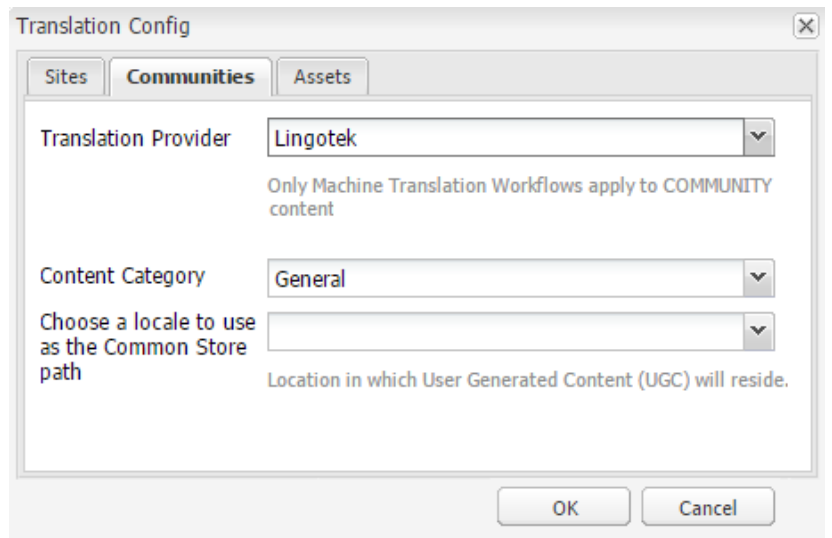 Translation Config
Sites Communities Assets
Translation Provider Lingotek
Only Machine Translation Workflows apply to COMMUNITY
content
Content Category General
Choose a locale to use
as the Common Store
path
Location in which User Generated Content (UGC) will reside.
OK Cancel